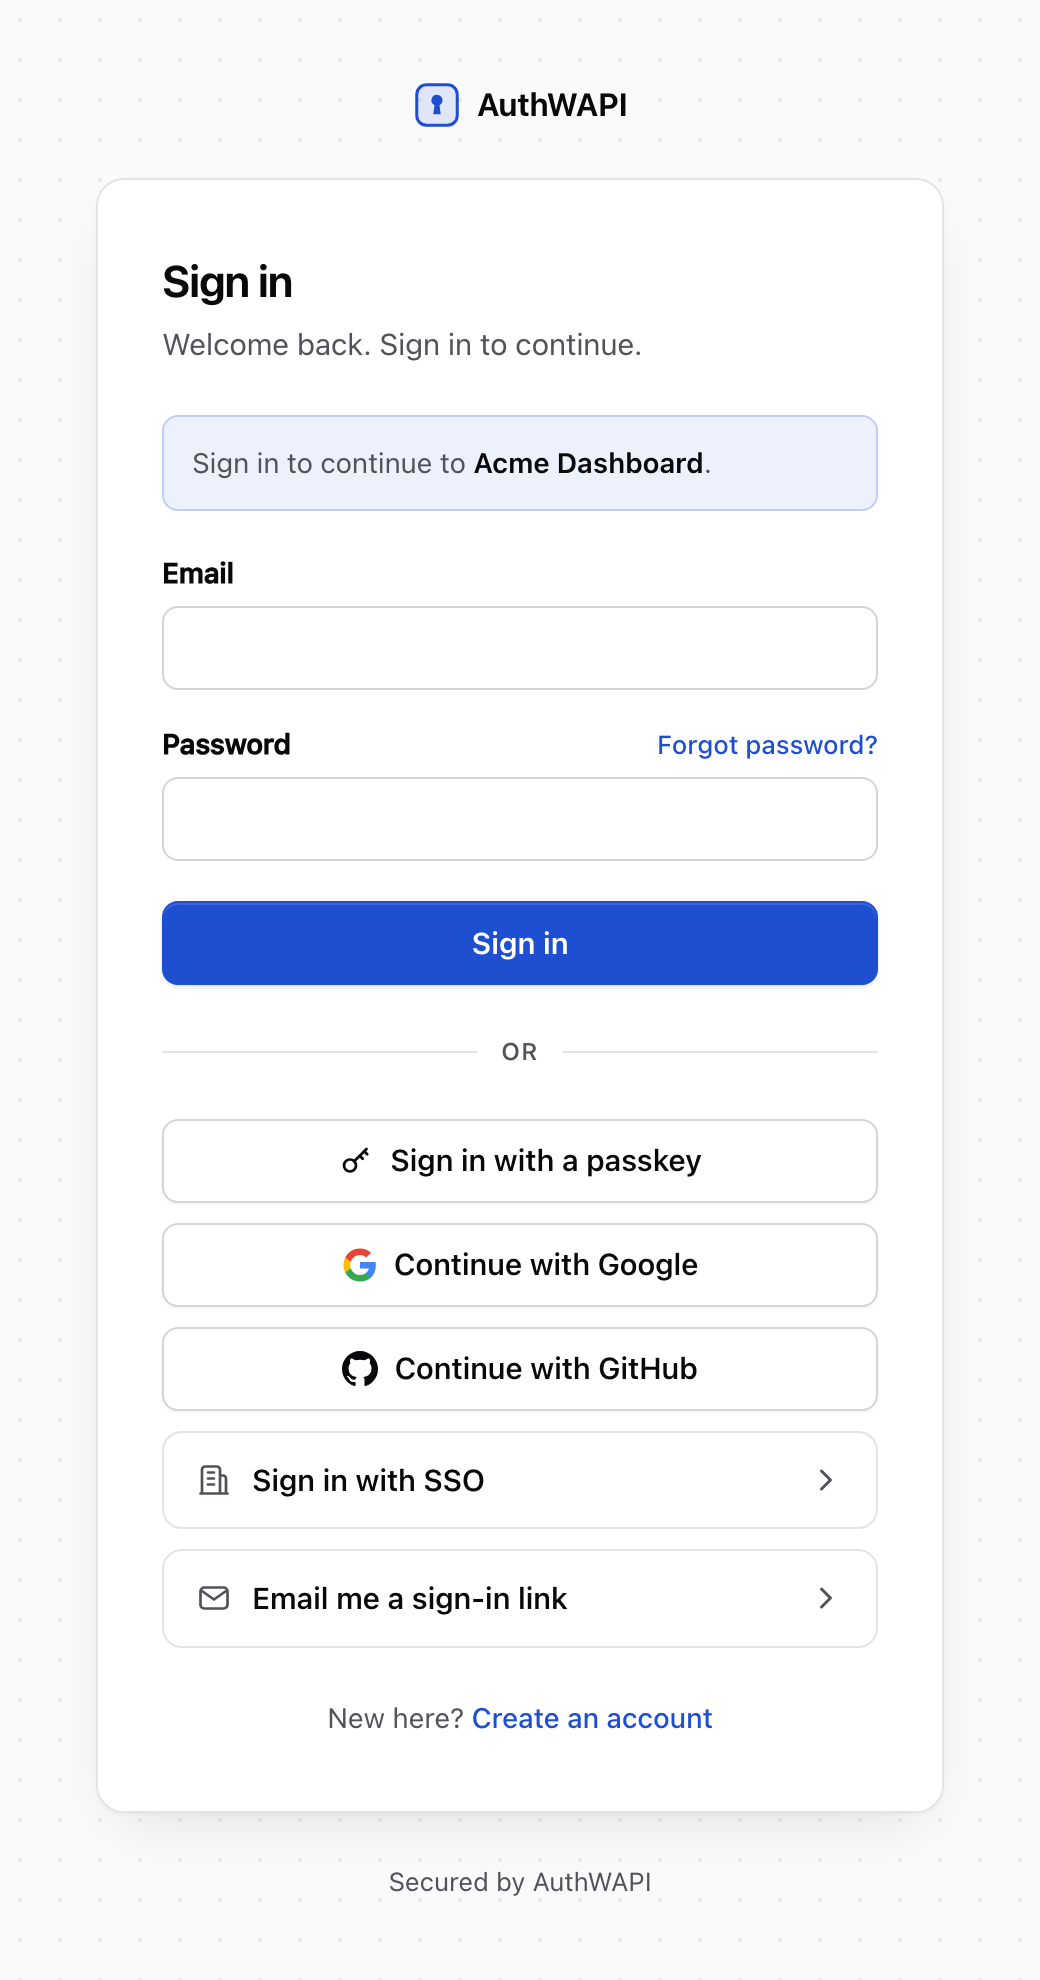 AuthWAPI
Sign in
Welcome back. Sign in to continue.
Sign in to continue to Acme Dashboard.
Email
Password
Forgot password?
Sign in
OR
Sign in with a passkey
Continue with Google
Continue with GitHub
Sign in with SSO
Email me a sign-in link
New here? Create an account
Secured by AuthWAPI